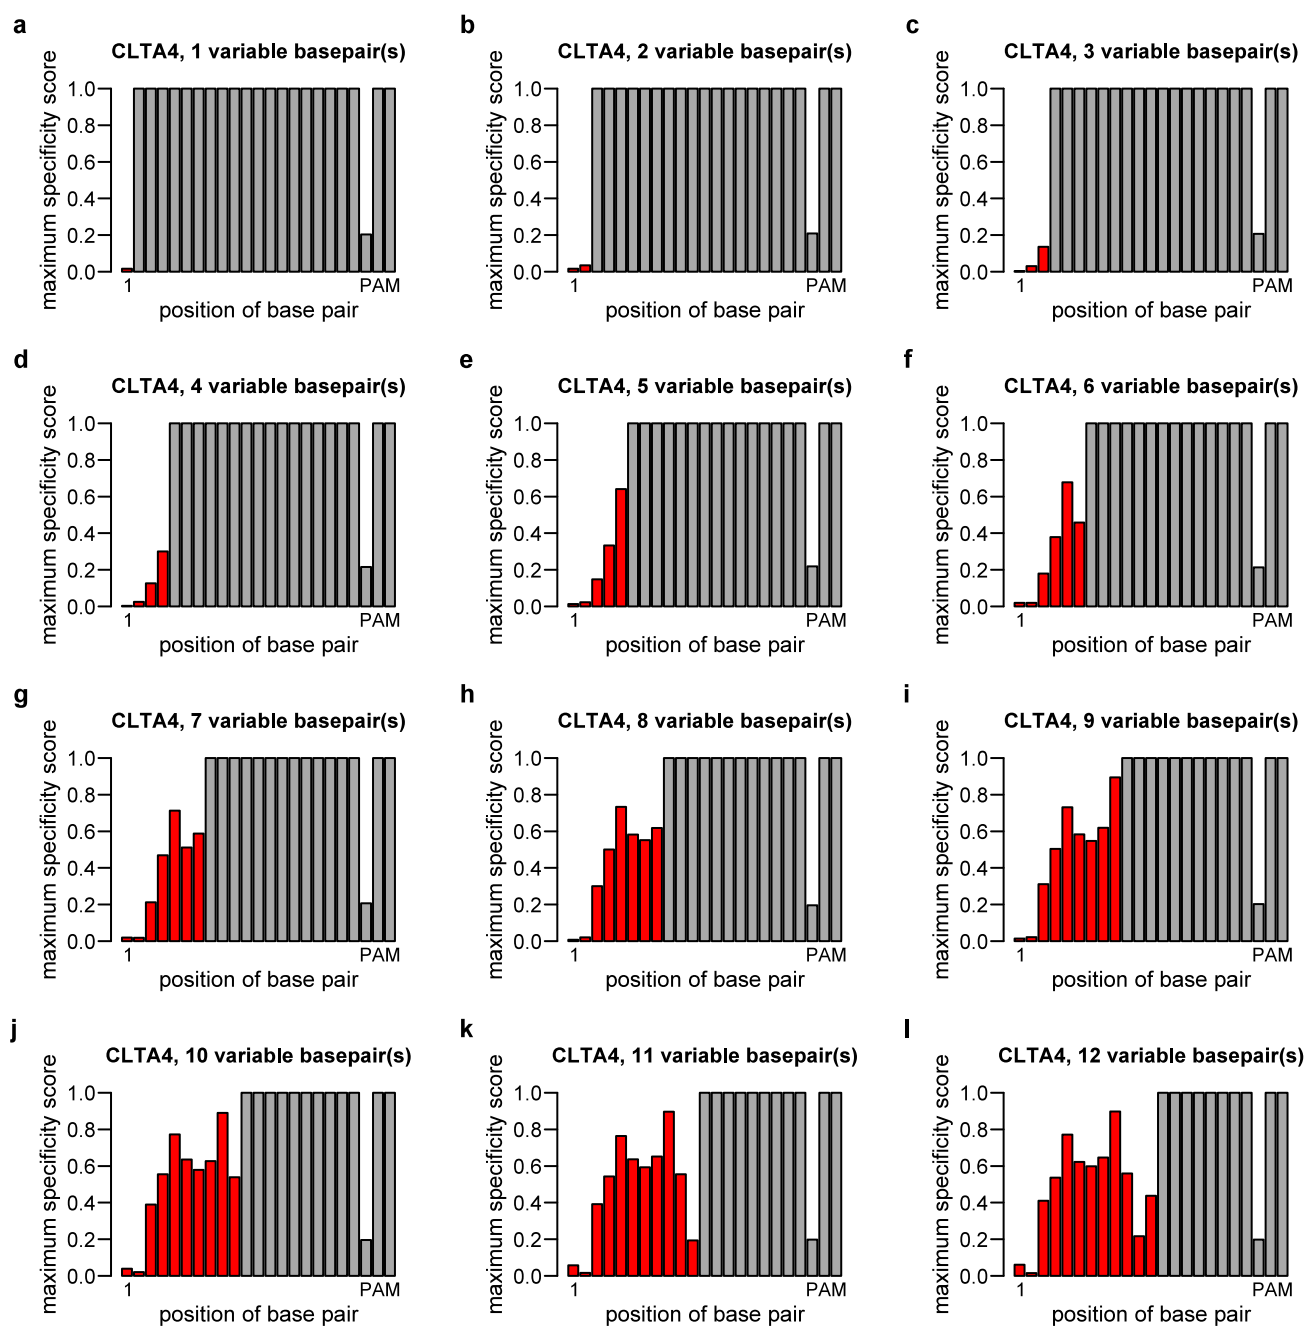 a
CLTA4, 1 variable basepair(s)
maximum specificity score
1.0
0.8
0.6
0.4
0.2
0.0
1
PAM
position of base pair
b
CLTA4, 2 variable basepair(s)
maximum specificity score
1.0
0.8
0.6
0.4
0.2
0.0
1
PAM
position of base pair
c
CLTA4, 3 variable basepair(s)
maximum specificity score
1.0
0.8
0.6
0.4
0.2
0.0
1
PAM
position of base pair
d
CLTA4, 4 variable basepair(s)
maximum specificity score
1.0
0.8
0.6
0.4
0.2
0.0
1
PAM
position of base pair
e
CLTA4, 5 variable basepair(s)
maximum specificity score
1.0
0.8
0.6
0.4
0.2
0.0
1
PAM
position of base pair
f
CLTA4, 6 variable basepair(s)
maximum specificity score
1.0
0.8
0.6
0.4
0.2
0.0
1
PAM
position of base pair
g
CLTA4, 7 variable basepair(s)
maximum specificity score
1.0
0.8
0.6
0.4
0.2
0.0
1
PAM
position of base pair
h
CLTA4, 8 variable basepair(s)
maximum specificity score
1.0
0.8
0.6
0.4
0.2
0.0
1
PAM
position of base pair
i
CLTA4, 9 variable basepair(s)
maximum specificity score
1.0
0.8
0.6
0.4
0.2
0.0
1
PAM
position of base pair
j
CLTA4, 10 variable basepair(s)
maximum specificity score
1.0
0.8
0.6
0.4
0.2
0.0
1
PAM
position of base pair
k
CLTA4, 11 variable basepair(s)
maximum specificity score
1.0
0.8
0.6
0.4
0.2
0.0
1
PAM
position of base pair
l
CLTA4, 12 variable basepair(s)
maximum specificity score
1.0
0.8
0.6
0.4
0.2
0.0
1
PAM
position of base pair